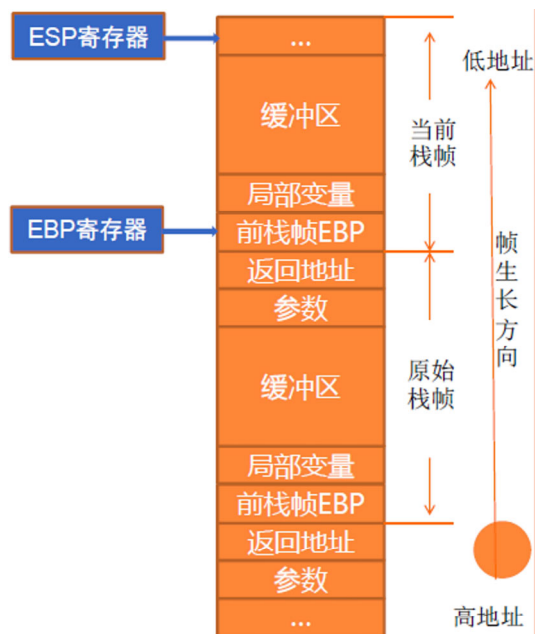 ESP寄存器
...
低地址
缓冲区
当前
栈帧
局部变量
EBP寄存器
前栈帧EBP
返回地址
帧生长方向
参数
缓冲区
原始
栈帧
局部变量
前栈帧EBP
返回地址
参数
高地址
...